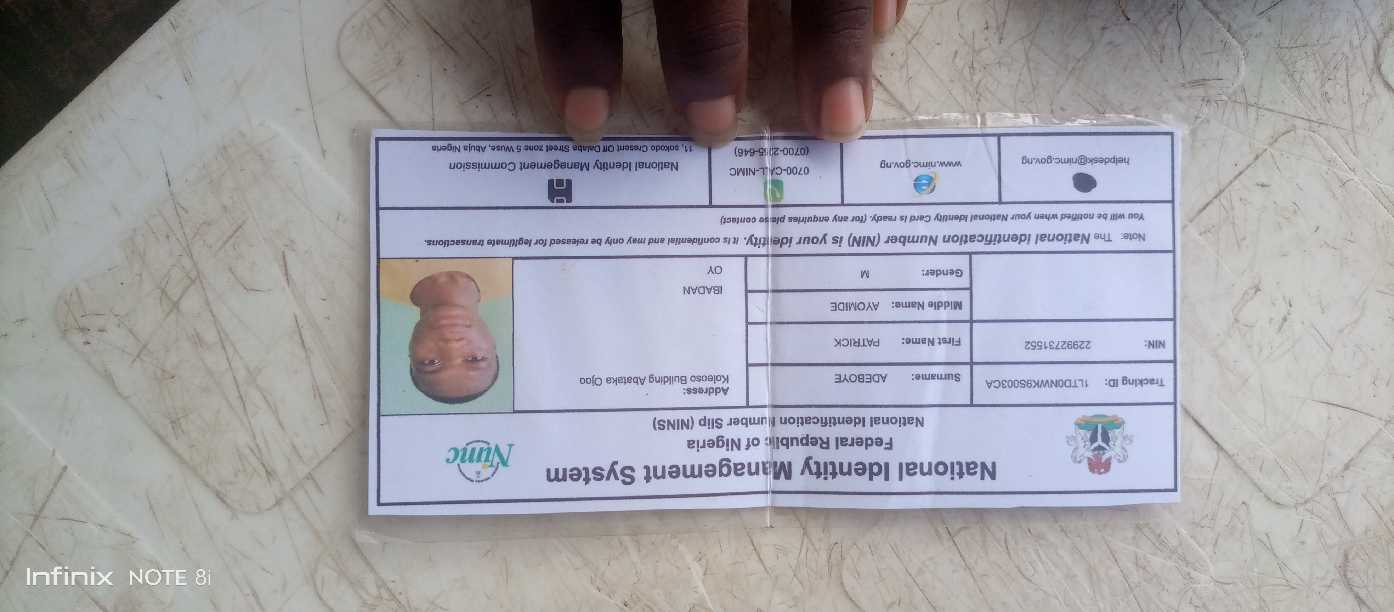 National Identity Management System
Federal Republic of Nigeria
National Identification Number Slip (NINS)
Nimc
Tracking ID: 1LTD0NWK9S003CA
Surname: ADEBOYE
Address:
Koleoso Building Abataka Ojoo
NIN: 22992731552
First Name: PATRICK
Middle Name: AYOMIDE
IBADAN
Gender: M
OY
Note: The National Identification Number (NIN) is your identity. It is confidential and may only be released for legitimate transactions.
You will be notified when your National Identity Card is ready. (for any enquiries please contact)
helpdesk@nimc.gov.ng
www.nimc.gov.ng
0700-CALL-NIMC
(0700-2255-646)
National Identity Management Commission
11, sokodo Cresent Off Dalaba Street zone 5 Wuse, Abuja Nigeria
Infinix NOTE 8i